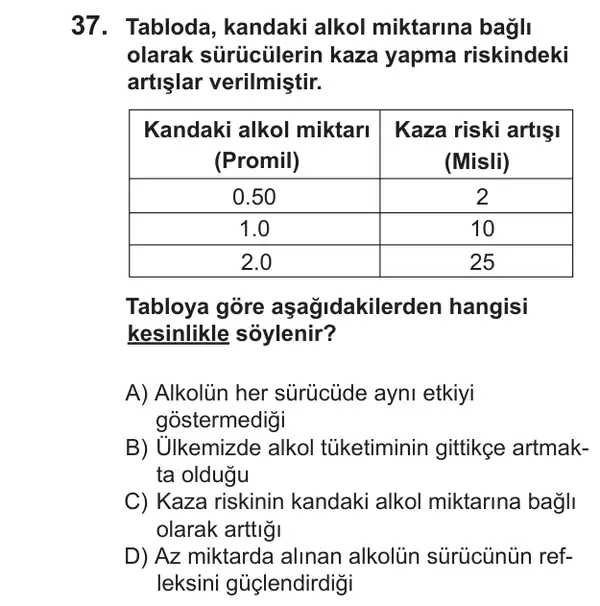 37. Tabloda, kandaki alkol miktarına bağlı
olarak sürücülerin kaza yapma riskindeki
artışlar verilmiştir.
Kandaki alkol miktarı Kaza riski artışı
(Promil) (Misli)
0.50 2
1.0 10
2.0 25
Tabloya göre aşağıdakilerden hangisi
kesinlikle söylenir?
A) Alkolün her sürücüde aynı etkiyi
göstermediği
B) Ülkemizde alkol tüketiminin gittikçe artmak-
ta olduğu
C) Kaza riskinin kandaki alkol miktarına bağlı
olarak arttığı
D) Az miktarda alınan alkolün sürücünün ref-
leksini güçlendirdiği